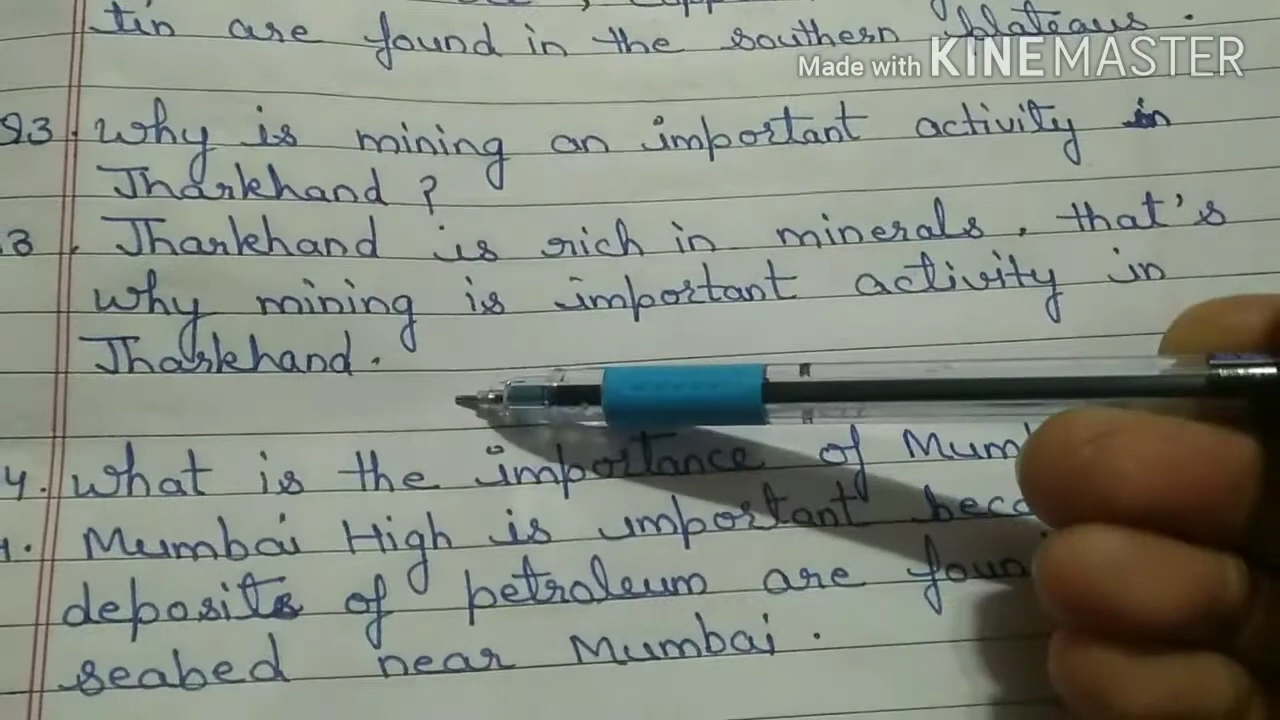 tin are found in the southern plateaus.
Made with KINEMASTER
Q3. Why is mining an important activity in
Jharkhand ?
3. Jharkhand is rich in minerals. that's
why mining is important activity in
Jharkhand.
4. What is the importance of
Mumbai High is important
deposits of petroleum are
seabed near Mumbai.